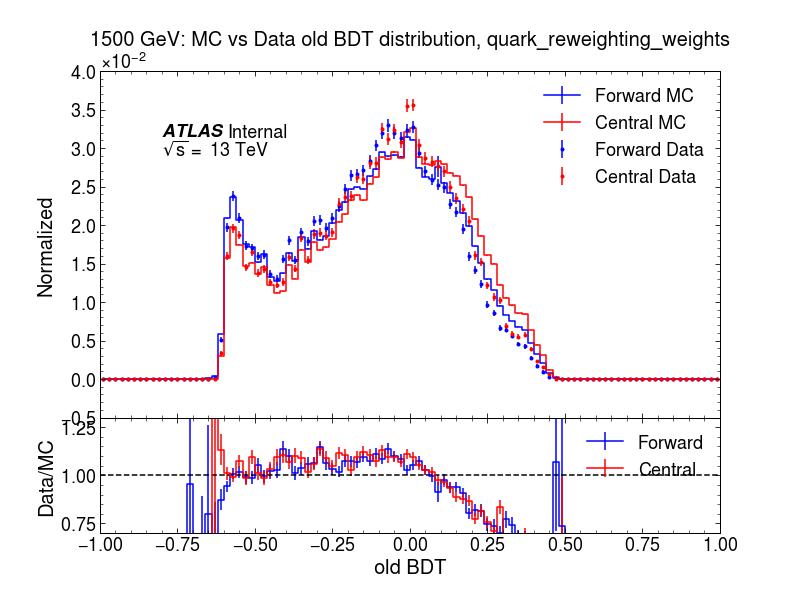 1500 GeV: MC vs Data old BDT distribution, quark_reweighting_weights
×10⁻²
4.0
3.5
3.0
2.5
2.0
1.5
1.0
0.5
0.0
−0.5
Normalized
ATLAS Internal
√s = 13 TeV
Forward MC
Central MC
Forward Data
Central Data
1.25
1.00
0.75
Data/MC
Forward
Central
−1.00 −0.75 −0.50 −0.25 0.00 0.25 0.50 0.75 1.00
old BDT